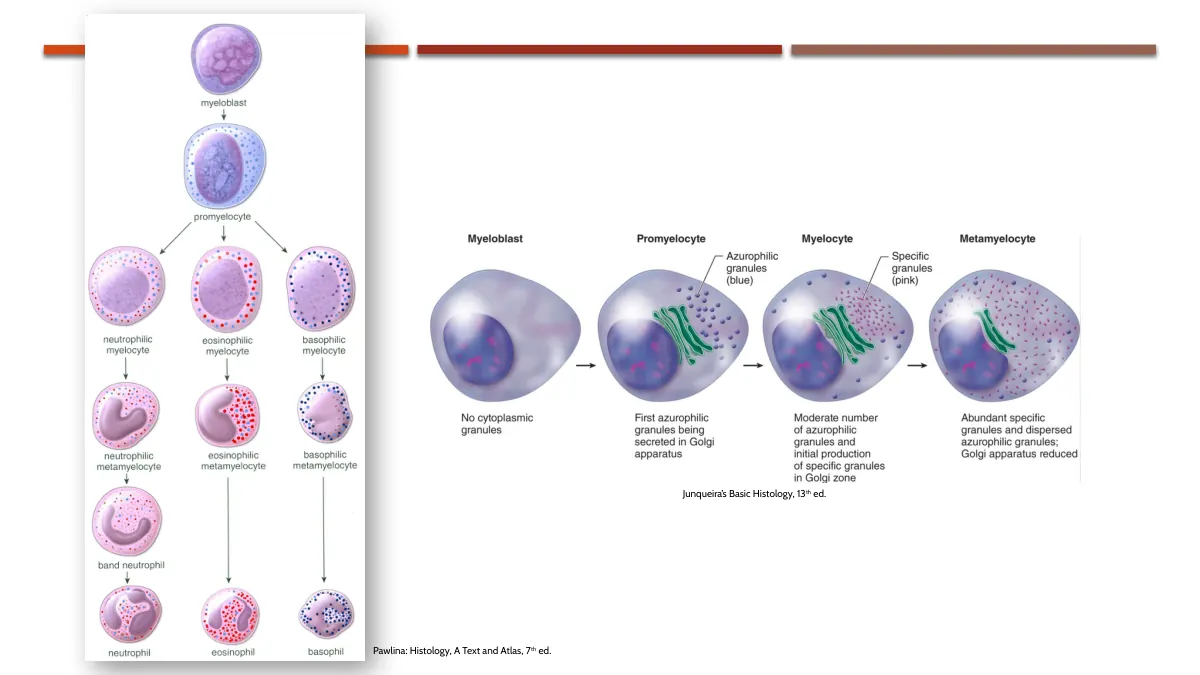 myeloblast
promyelocyte
neutrophilic
myelocyte
eosinophilic
myelocyte
basophilic
myelocyte
neutrophilic
metamyelocyte
eosinophilic
metamyelocyte
basophilic
metamyelocyte
band neutrophil
neutrophil
eosinophil
basophil
Pawlina: Histology, A Text and Atlas, 7th ed.
Myeloblast
Promyelocyte
Myelocyte
Metamyelocyte
Azurophilic
granules
(blue)
Specific
granules
(pink)
No cytoplasmic
granules
First azurophilic
granules being
secreted in Golgi
apparatus
Moderate number
of azurophilic
granules and
initial production
of specific granules
in Golgi zone
Abundant specific
granules and dispersed
azurophilic granules;
Golgi apparatus reduced
Junqueira's Basic Histology, 13th ed.